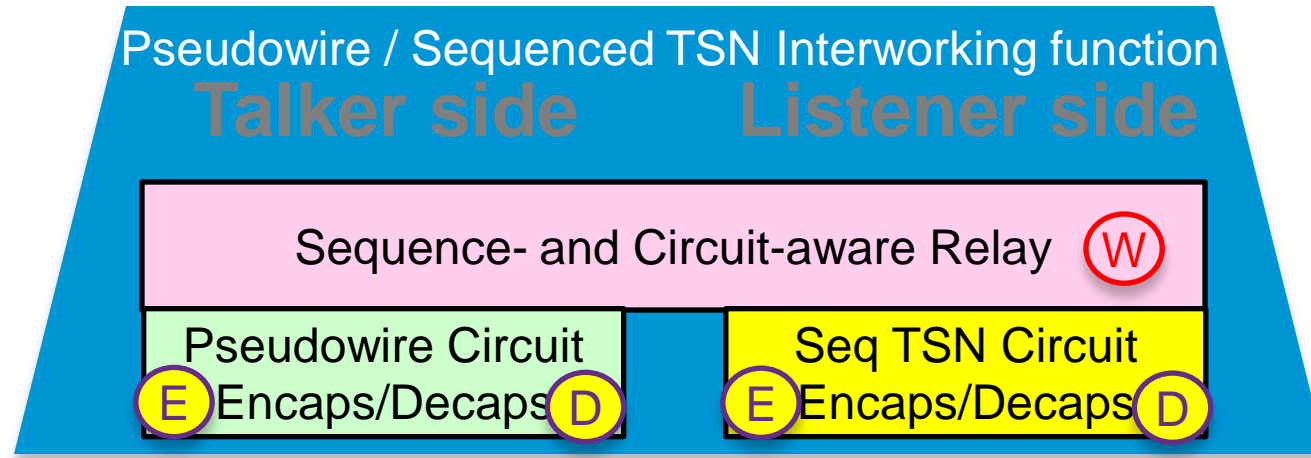 Pseudowire / Sequenced TSN Interworking function
Talker side Listener side
Sequence- and Circuit-aware Relay W
Pseudowire Circuit Seq TSN Circuit
E Encaps/Decaps D E Encaps/Decaps D